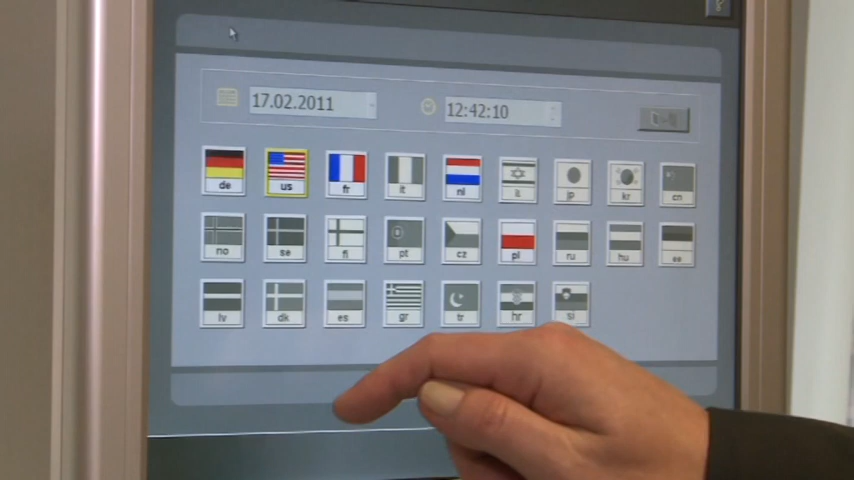 17.02.2011
12:42:10
de us fr it nl il jp kr cn
no se fi pt cz pl ru hu ee
lv dk es gr tr hr si